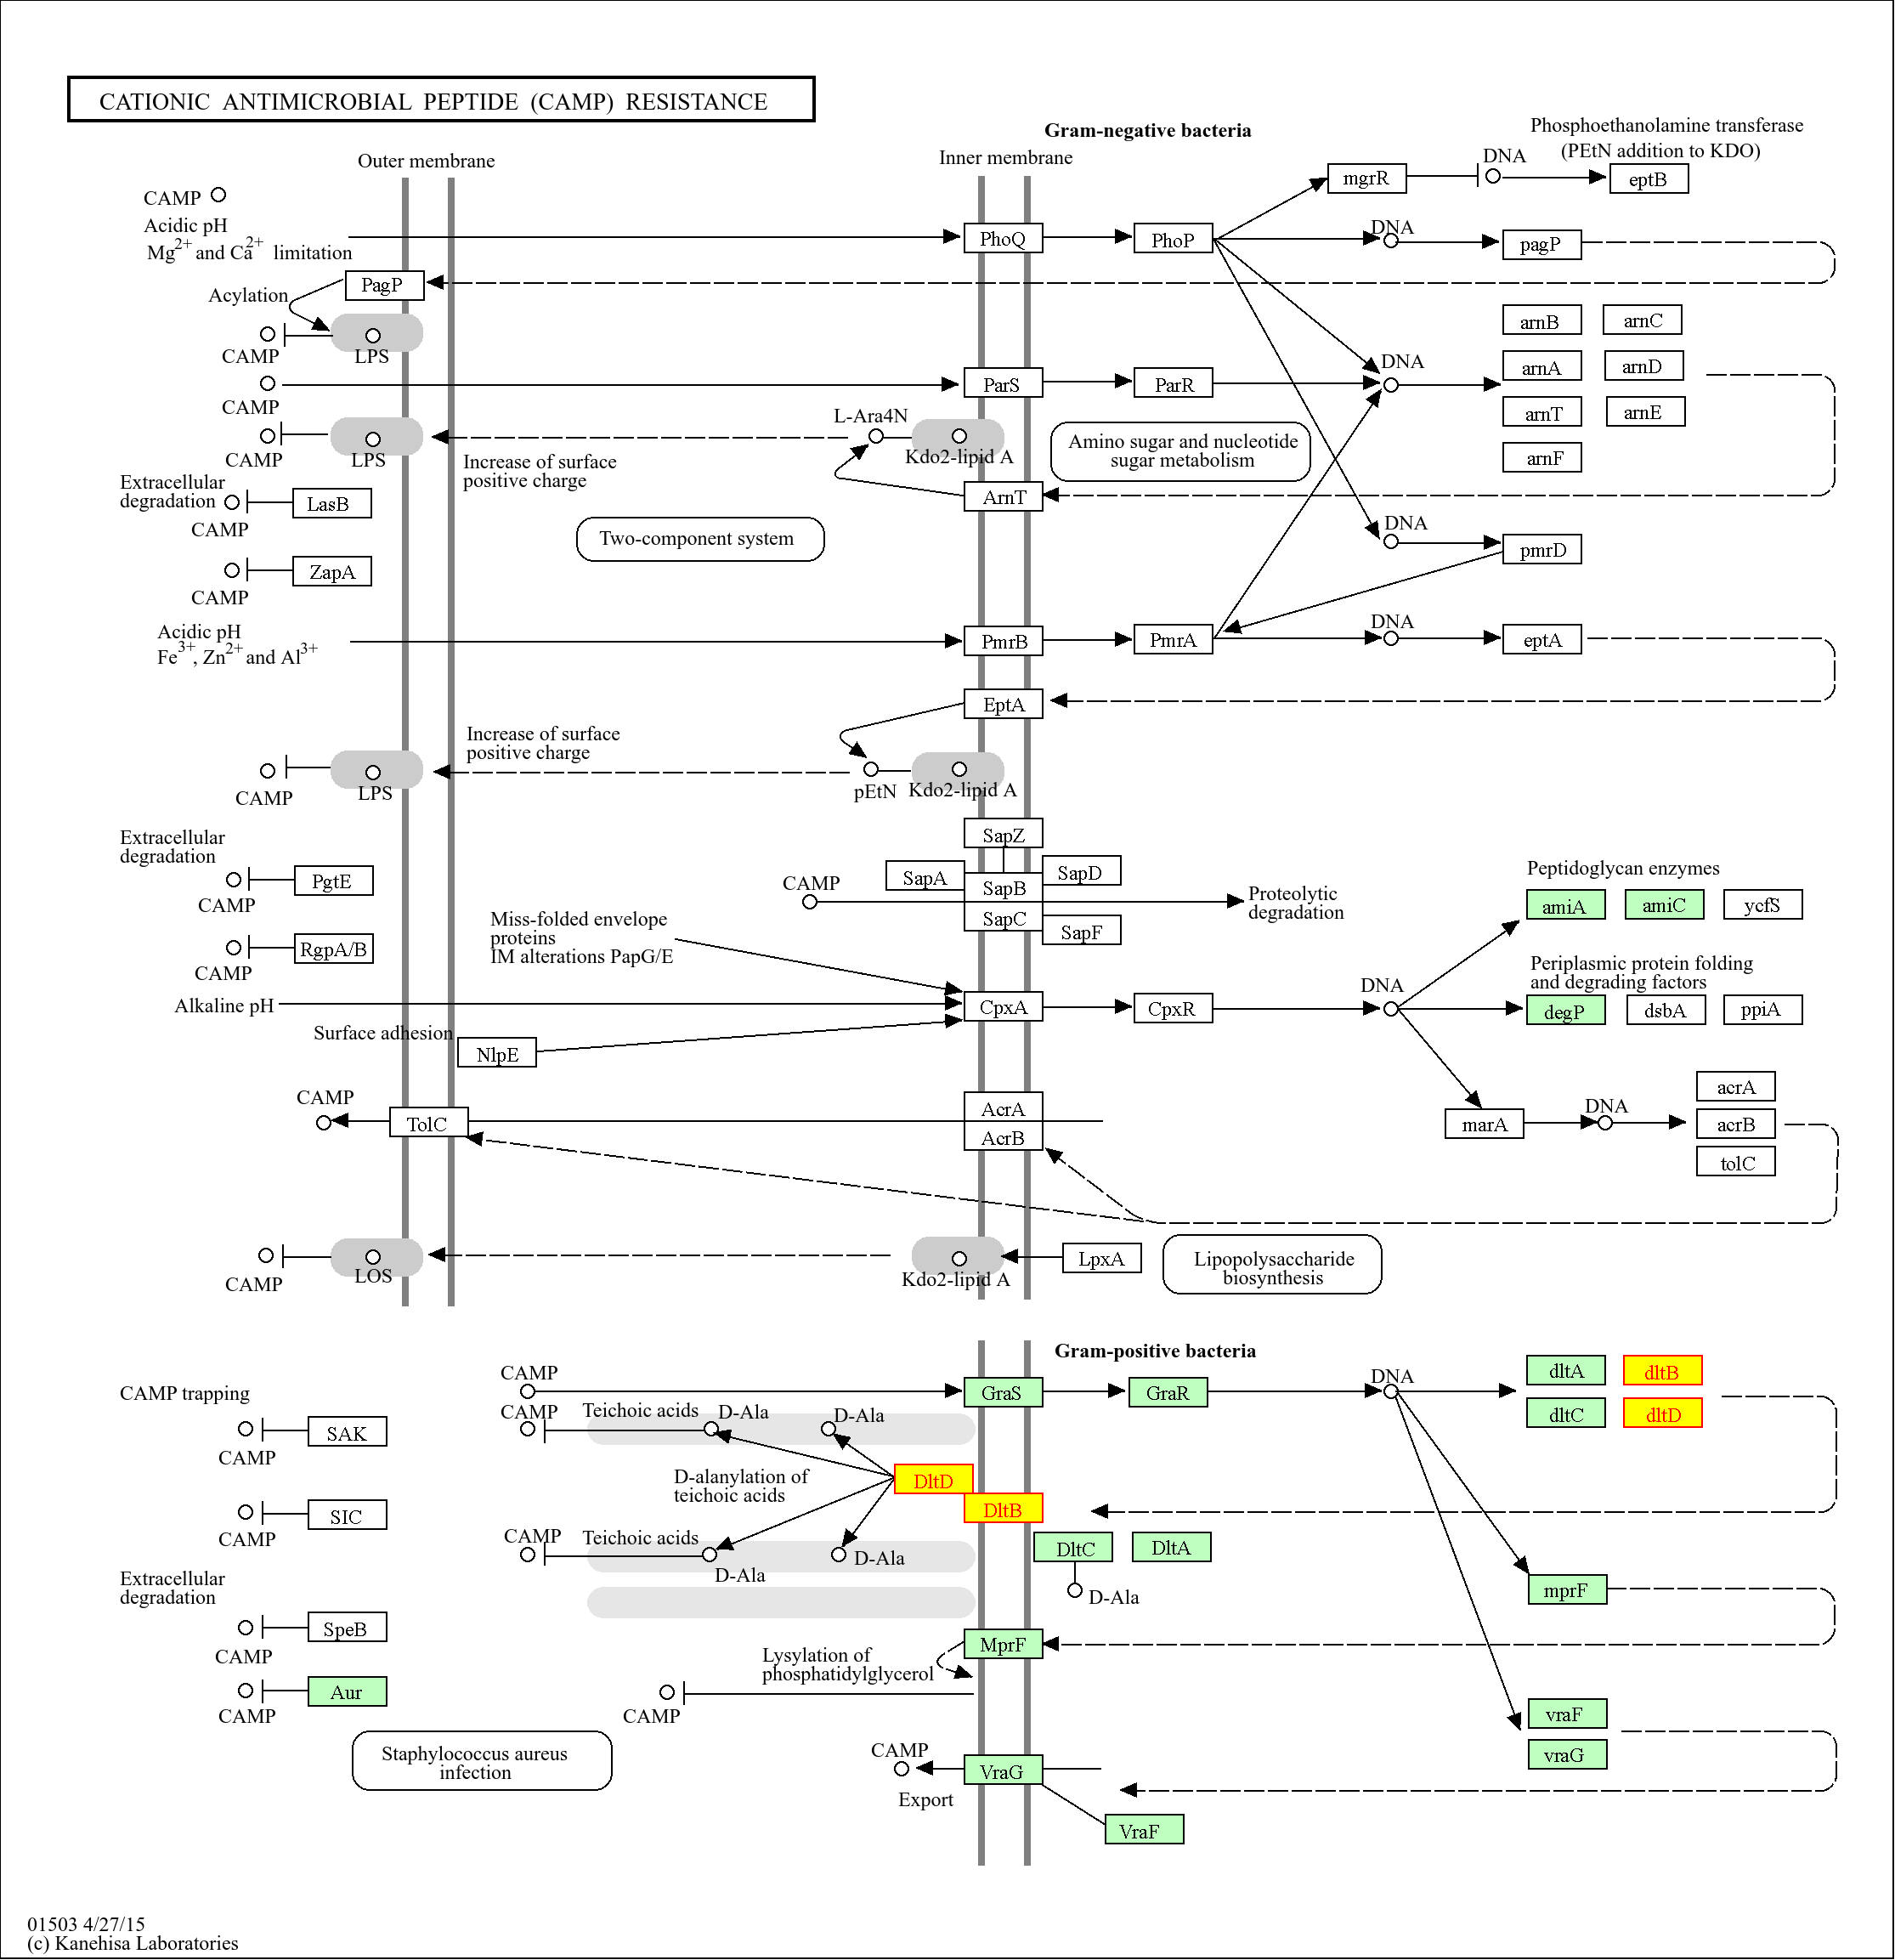 CATIONIC ANTIMICROBIAL PEPTIDE (CAMP) RESISTANCE
Gram-negative bacteria
Phosphoethanolamine transferase
(PEtN addition to KDO)
Outer membrane
Inner membrane
DNA
mgrR
eptB
CAMP
Acidic pH
Mg2+ and Ca2+ limitation
PhoQ
PhoP
DNA
pagP
PagP
Acylation
CAMP
LPS
arnB
arnC
DNA
arnA
arnD
CAMP
ParS
ParR
arnT
arnE
L-Ara4N
Kdo2-lipid A
Amino sugar and nucleotide
sugar metabolism
arnF
CAMP
LPS
Increase of surface
positive charge
Extracellular
degradation
LasB
CAMP
ArnT
Two-component system
DNA
pmrD
ZapA
CAMP
Acidic pH
Fe3+, Zn2+ and Al3+
PmrB
PmrA
DNA
eptA
EptA
Increase of surface
positive charge
CAMP
LPS
pEtN
Kdo2-lipid A
Extracellular
degradation
PgtE
CAMP
SapZ
SapA
SapD
SapB
CAMP
SapC
SapF
Proteolytic
degradation
Peptidoglycan enzymes
amiA
amiC
ycfS
Miss-folded envelope
proteins
IM alterations PapG/E
RgpA/B
CAMP
Periplasmic protein folding
and degrading factors
Alkaline pH
CpxA
CpxR
DNA
degP
dsbA
ppiA
Surface adhesion
NlpE
CAMP
TolC
AcrA
AcrB
marA
DNA
acrA
acrB
tolC
CAMP
LOS
Kdo2-lipid A
LpxA
Lipopolysaccharide
biosynthesis
Gram-positive bacteria
CAMP trapping
CAMP
GraS
GraR
DNA
dltA
dltB
dltC
dltD
SAK
CAMP
CAMP
Teichoic acids
D-Ala
D-Ala
D-alanylation of
teichoic acids
DltD
DltB
SIC
CAMP
CAMP
Teichoic acids
D-Ala
D-Ala
DltC
DltA
D-Ala
Extracellular
degradation
mprF
SpeB
CAMP
MprF
Lysylation of
phosphatidylglycerol
CAMP
Aur
CAMP
vraF
vraG
Staphylococcus aureus
infection
CAMP
VraG
Export
VraF
01503 4/27/15
(c) Kanehisa Laboratories